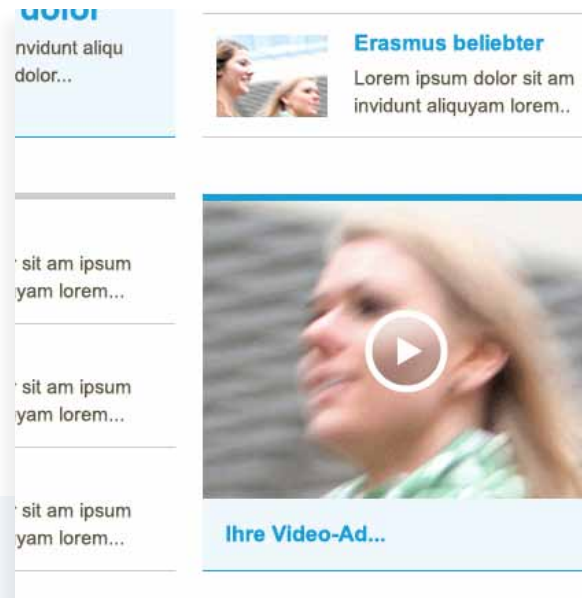 dolor
nvidunt aliqu
dolor...
sit am ipsum
yam lorem...
sit am ipsum
yam lorem...
sit am ipsum
yam lorem...
Erasmus beliebter
Lorem ipsum dolor sit am
invidunt aliquyam lorem..
Ihre Video-Ad...